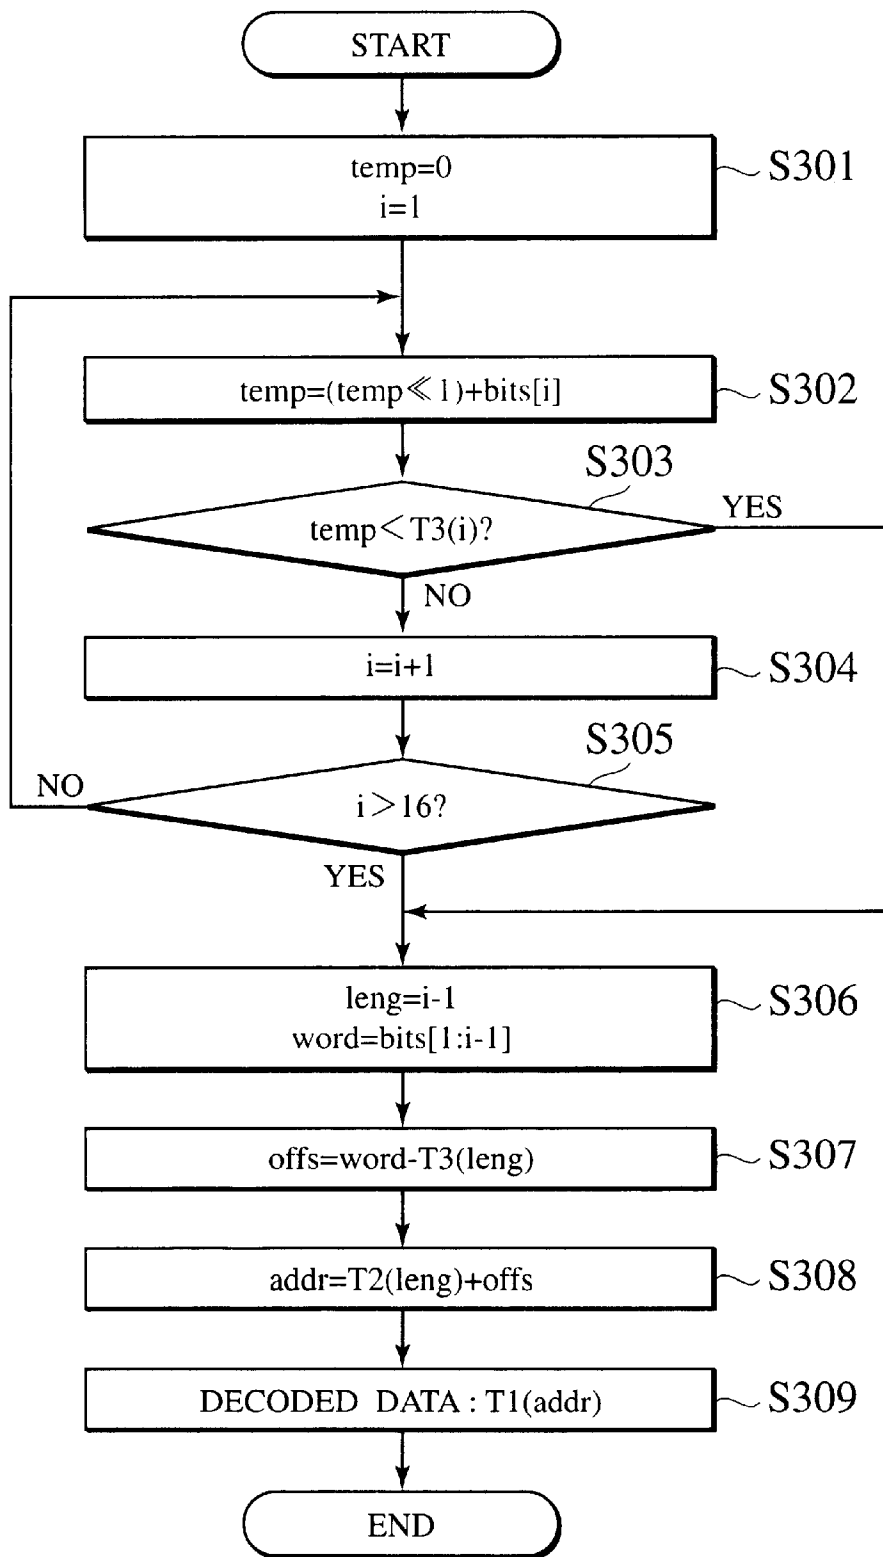 START
temp=0
i=1
S301
temp=(temp≪1)+bits[i]
S302
S303
temp<T3(i)?
YES
NO
i=i+1
S304
S305
NO
i>16?
YES
leng=i-1
word=bits[1:i-1]
S306
offs=word-T3(leng)
S307
addr=T2(leng)+offs
S308
DECODED DATA : T1(addr)
S309
END